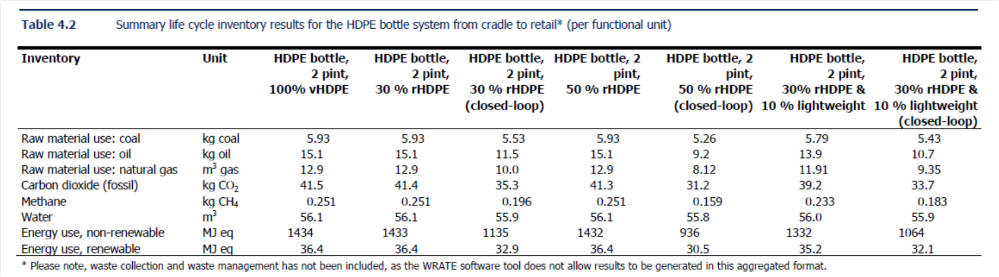 Table 4.2 Summary life cycle inventory results for the HDPE bottle system from cradle to retail* (per functional unit)
Inventory Unit HDPE bottle, HDPE bottle, HDPE bottle, HDPE bottle, 2 HDPE bottle, 2 HDPE bottle, HDPE bottle,
2 pint, 2 pint, 2 pint, pint, pint, 2 pint, 2 pint,
100% vHDPE 30 % rHDPE 30 % rHDPE 50 % rHDPE 50 % rHDPE 30% rHDPE & 30% rHDPE &
(closed-loop) (closed-loop) 10 % lightweight 10 % lightweight
(closed-loop)
Raw material use: coal kg coal 5.93 5.93 5.53 5.93 5.26 5.79 5.43
Raw material use: oil kg oil 15.1 15.1 11.5 15.1 9.2 13.9 10.7
Raw material use: natural gas m³ gas 12.9 12.9 10.0 12.9 8.12 11.91 9.35
Carbon dioxide (fossil) kg CO₂ 41.5 41.4 35.3 41.3 31.2 39.2 33.7
Methane kg CH₄ 0.251 0.251 0.196 0.251 0.159 0.233 0.183
Water m³ 56.1 56.1 55.9 56.1 55.8 56.0 55.9
Energy use, non-renewable MJ eq 1434 1433 1135 1432 936 1332 1064
Energy use, renewable MJ eq 36.4 36.4 32.9 36.4 30.5 35.2 32.1
* Please note, waste collection and waste management has not been included, as the WRATE software tool does not allow results to be generated in this aggregated format.